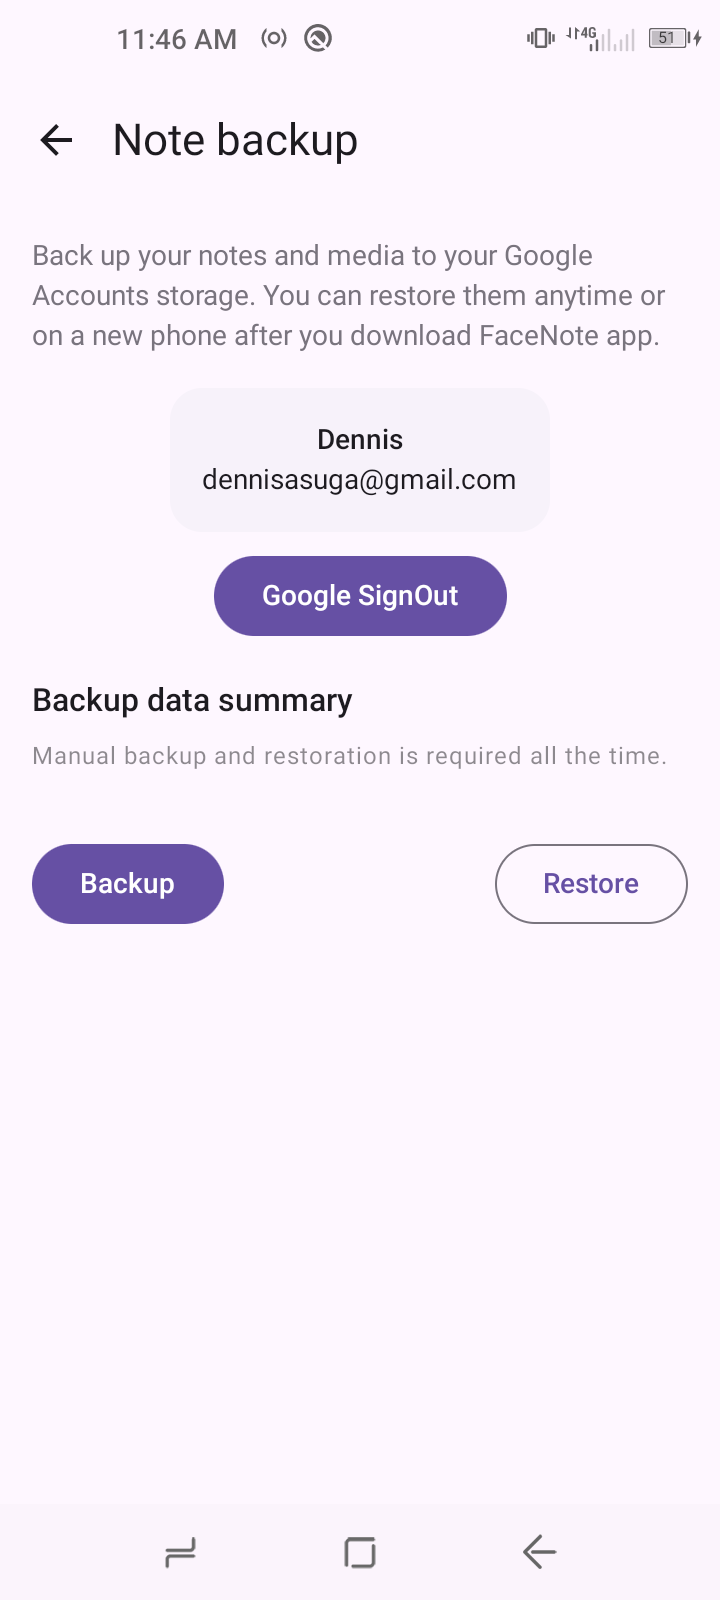 11:46 AM
4G
51
Note backup
Back up your notes and media to your Google
Accounts storage. You can restore them anytime or
on a new phone after you download FaceNote app.
Dennis
dennisasuga@gmail.com
Google SignOut
Backup data summary
Manual backup and restoration is required all the time.
Backup
Restore